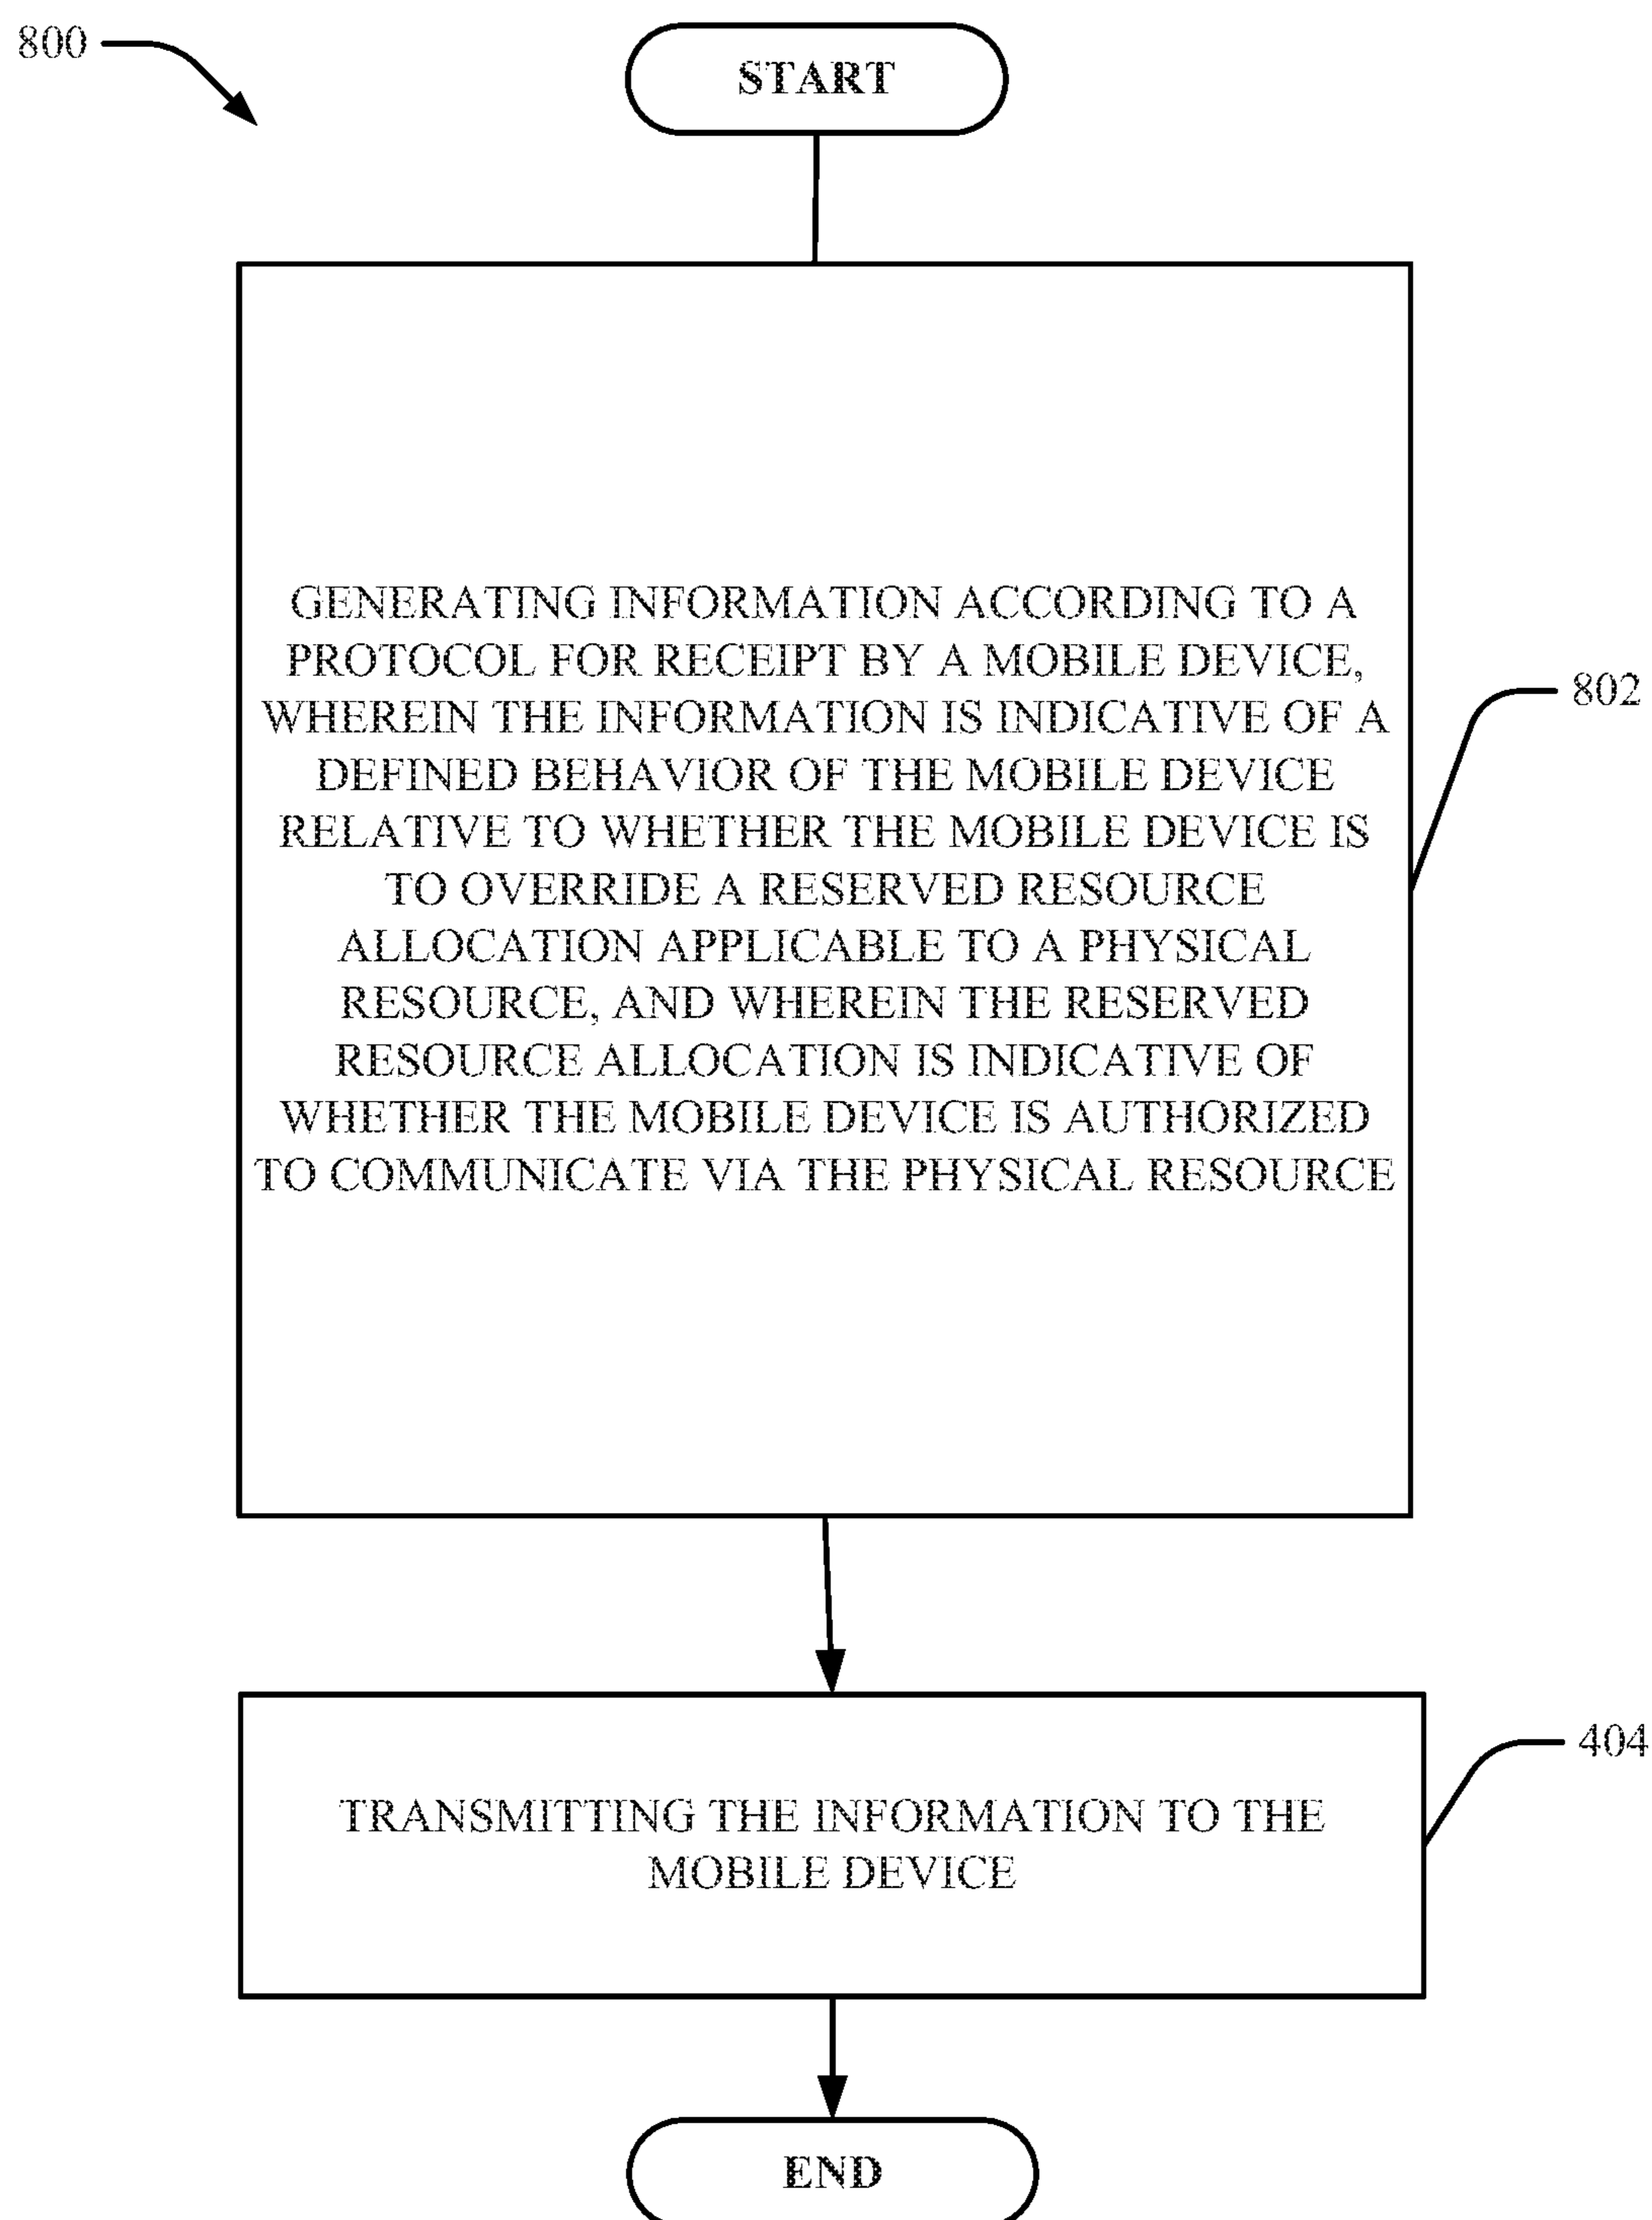 800
START
GENERATING INFORMATION ACCORDING TO A
PROTOCOL FOR RECEIPT BY A MOBILE DEVICE,
WHEREIN THE INFORMATION IS INDICATIVE OF A
DEFINED BEHAVIOR OF THE MOBILE DEVICE
RELATIVE TO WHETHER THE MOBILE DEVICE IS
TO OVERRIDE A RESERVED RESOURCE
ALLOCATION APPLICABLE TO A PHYSICAL
RESOURCE, AND WHEREIN THE RESERVED
RESOURCE ALLOCATION IS INDICATIVE OF
WHETHER THE MOBILE DEVICE IS AUTHORIZED
TO COMMUNICATE VIA THE PHYSICAL RESOURCE
802
TRANSMITTING THE INFORMATION TO THE
MOBILE DEVICE
404
END